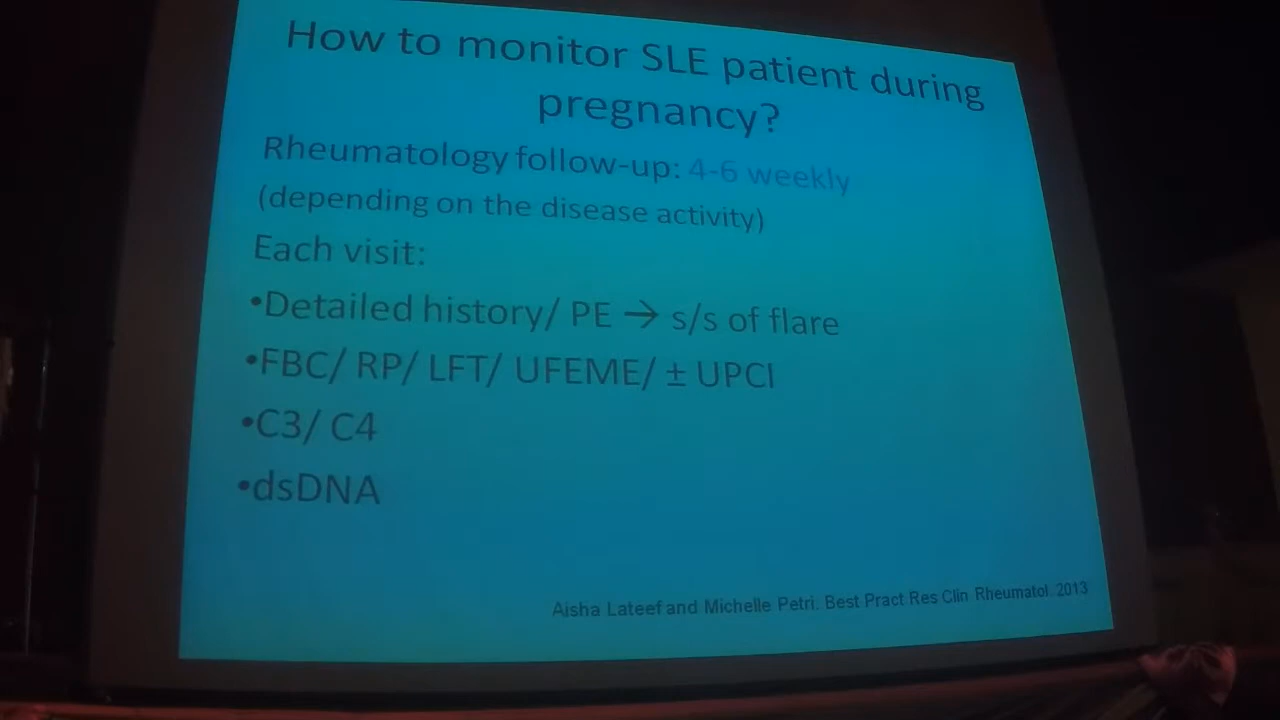 How to monitor SLE patient during
pregnancy?
Rheumatology follow-up: 4-6 weekly
(depending on the disease activity)
Each visit:
•Detailed history/ PE → s/s of flare
•FBC/ RP/ LFT/ UFEME/ ± UPCI
•C3/ C4
•dsDNA
Aisha Lateef and Michelle Petri. Best Pract Res Clin Rheumatol. 2013